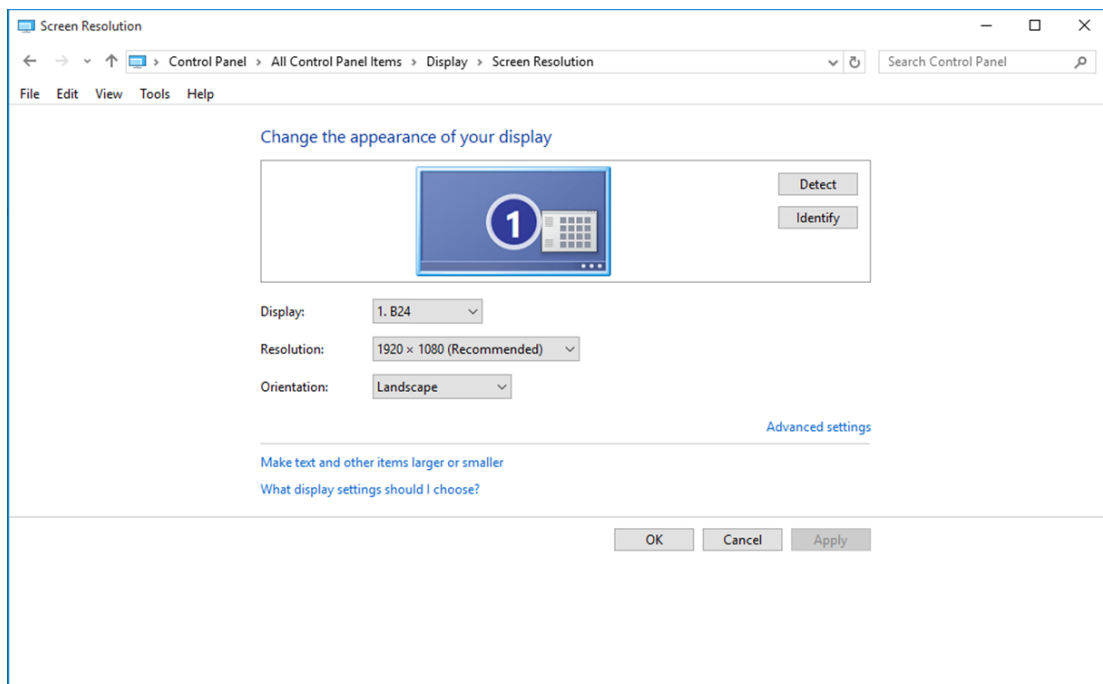 Screen Resolution
Control Panel > All Control Panel Items > Display > Screen Resolution
Search Control Panel
File Edit View Tools Help
Change the appearance of your display
1
Detect
Identify
Display: 1. B24
Resolution: 1920 × 1080 (Recommended)
Orientation: Landscape
Advanced settings
Make text and other items larger or smaller
What display settings should I choose?
OK Cancel Apply